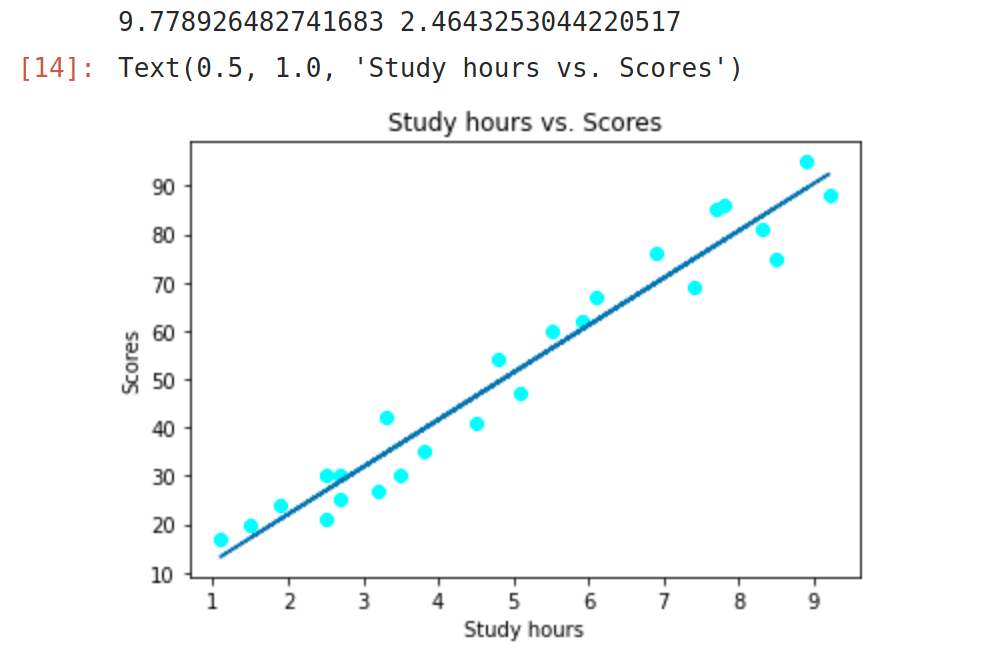 9.778926482741683 2.4643253044220517
[14]: Text(0.5, 1.0, 'Study hours vs. Scores')
Study hours vs. Scores
90
80
70
60
50
40
30
20
10
Scores
1 2 3 4 5 6 7 8 9
Study hours